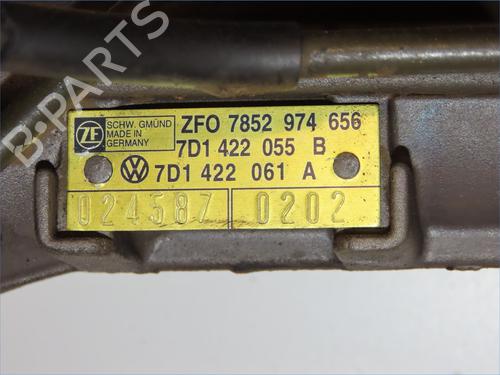 B-PARTS
ZF
SCHW. GMÜND
MADE IN
GERMANY
ZFO 7852 974 656
7D1 422 055 B
7D1 422 061 A
024587 0202